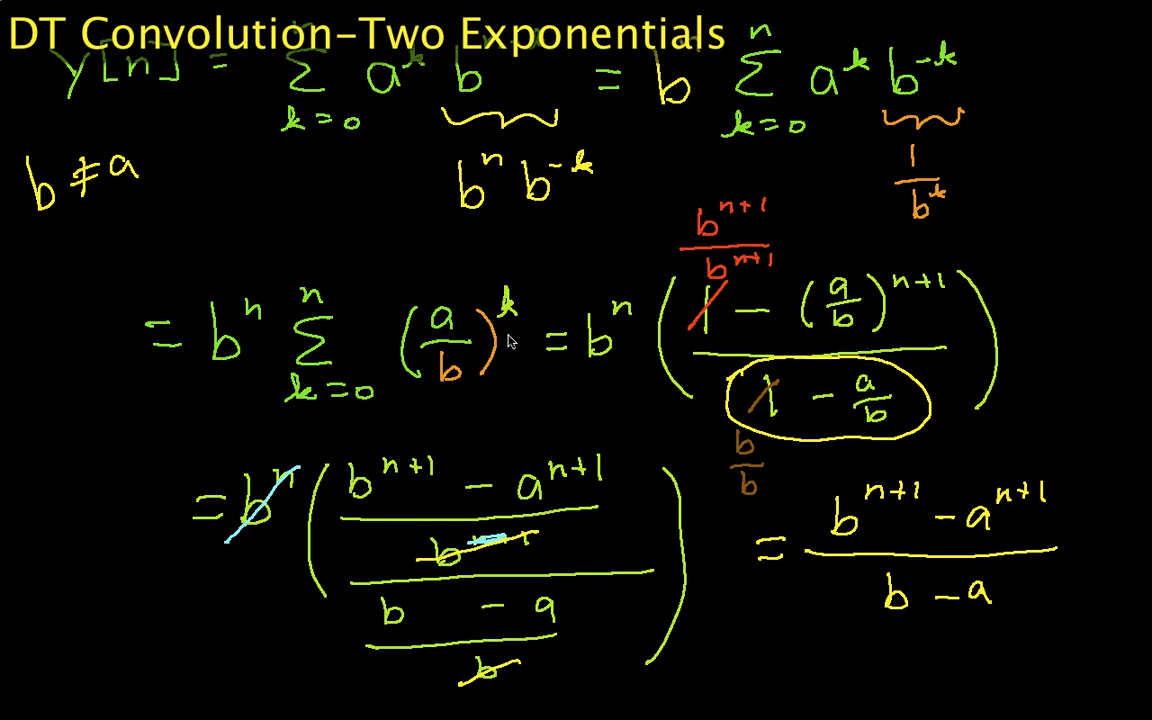 DT Convolution-Two Exponentials
y[n] = Σ_{k=0}^{n} a^k b^{n-k} = b^n Σ_{k=0}^{n} a^k b^{-k}
b ≠ a
b^n b^{-k}
1/b^k
b^{n+1}/b^{n+1}
= b^n Σ_{k=0}^{n} (a/b)^k = b^n ((1 - (a/b)^{n+1})/(1 - a/b))
b/b
= b^n (((b^{n+1} - a^{n+1})/b^{n+1})/((b - a)/b)) = (b^{n+1} - a^{n+1})/(b - a)